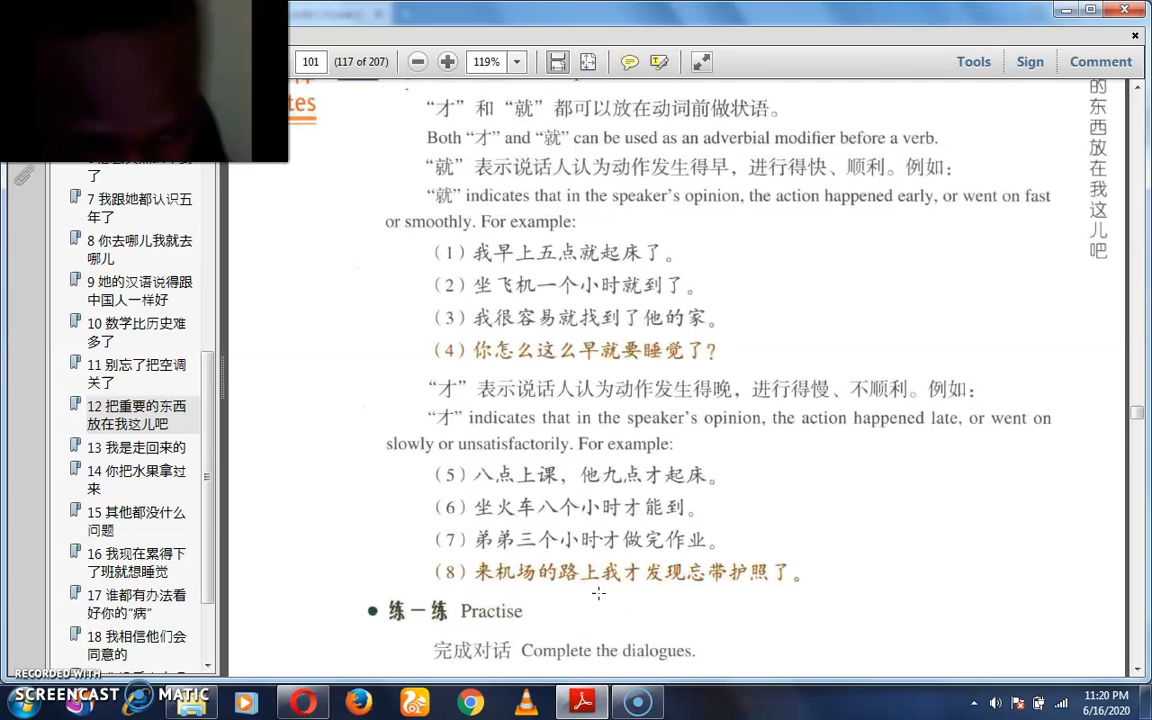 101
(117 of 207)
119%
Tools
Sign
Comment
tes
了
7 我跟她都认识五
年了
8 你去哪儿我就去
哪儿
9 她的汉语说得跟
中国人一样好
10 数学比历史难
多了
11 别忘了把空调
关了
12 把重要的东西
放在我这儿吧
13 我是走回来的
14 你把水果拿过
来
15 其他都没什么
问题
16 我现在累得下
了班就想睡觉
17 谁都有办法看
好你的“病”
18 我相信他们会
同意的
“才”和“就”都可以放在动词前做状语。
Both “才” and “就” can be used as an adverbial modifier before a verb.
“就”表示说话人认为动作发生得早，进行得快、顺利。例如：
“就” indicates that in the speaker's opinion, the action happened early, or went on fast
or smoothly. For example:
（1）我早上五点就起床了。
（2）坐飞机一个小时就到了。
（3）我很容易就找到了他的家。
（4）你怎么这么早就要睡觉了？
“才”表示说话人认为动作发生得晚，进行得慢、不顺利。例如：
“才” indicates that in the speaker's opinion, the action happened late, or went on
slowly or unsatisfactorily. For example:
（5）八点上课，他九点才起床。
（6）坐火车八个小时才能到。
（7）弟弟三个小时才做完作业。
（8）来机场的路上我才发现忘带护照了。
● 练一练 Practise
完成对话 Complete the dialogues.
的东西放在我这儿吧
RECORDED WITH
SCREENCAST MATIC
11:20 PM
6/16/2020